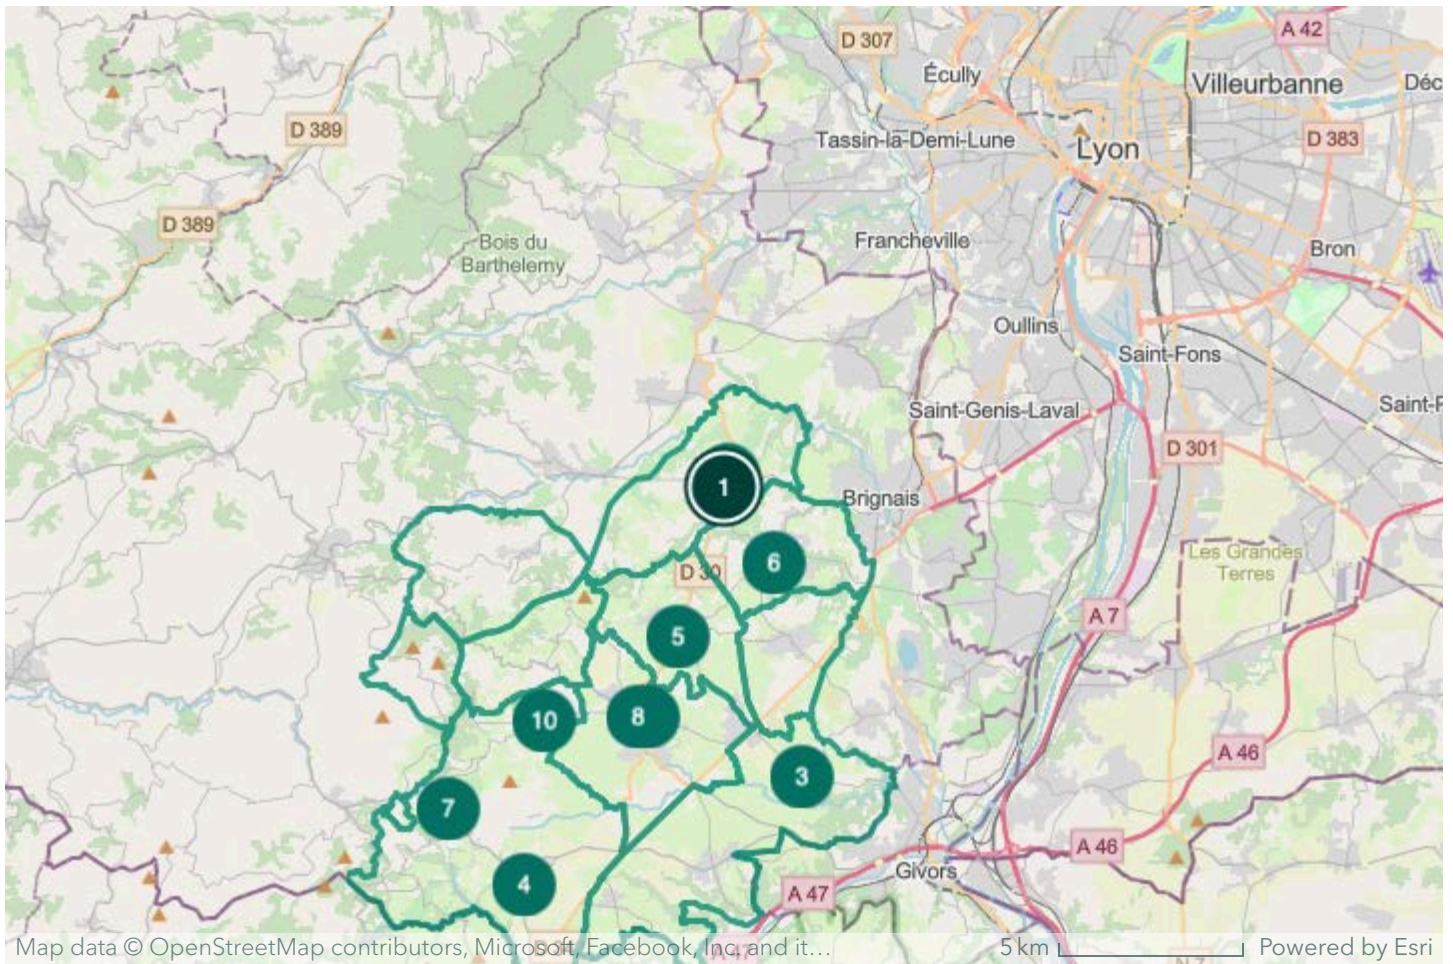 A 42
D 307
Écully
Villeurbanne
Déc
D 389
Tassin-la-Demi-Lune
Lyon
D 383
D 389
Bois du
Barthelemy
Francheville
Bron
Oullins
Saint-Fons
Saint-Genis-Laval
Saint-P
D 301
1
Brignais
6
D 30
Les Grandes
Terres
A 7
5
10
8
3
A 46
7
A 46
4
A 47
Givors
Map data © OpenStreetMap contributors, Microsoft, Facebook, Inc. and it…
5 km
Powered by Esri
A 47
N 7